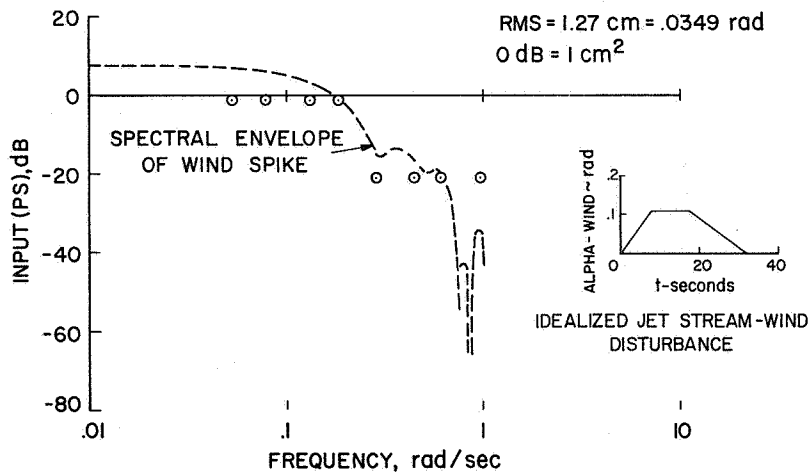 RMS = 1.27 cm = .0349 rad
0 dB = 1 cm²
20
0
-20
-40
-60
-80
INPUT (PS), dB
SPECTRAL ENVELOPE
OF WIND SPIKE
.01
.1
1
10
FREQUENCY, rad/sec
ALPHA-WIND ~ rad
.2
.1
0
20
40
t-seconds
IDEALIZED JET STREAM-WIND
DISTURBANCE